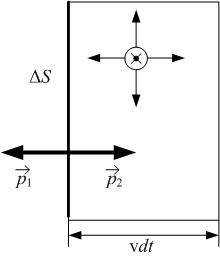 ΔS
p⃗₁ p⃗₂
vdt